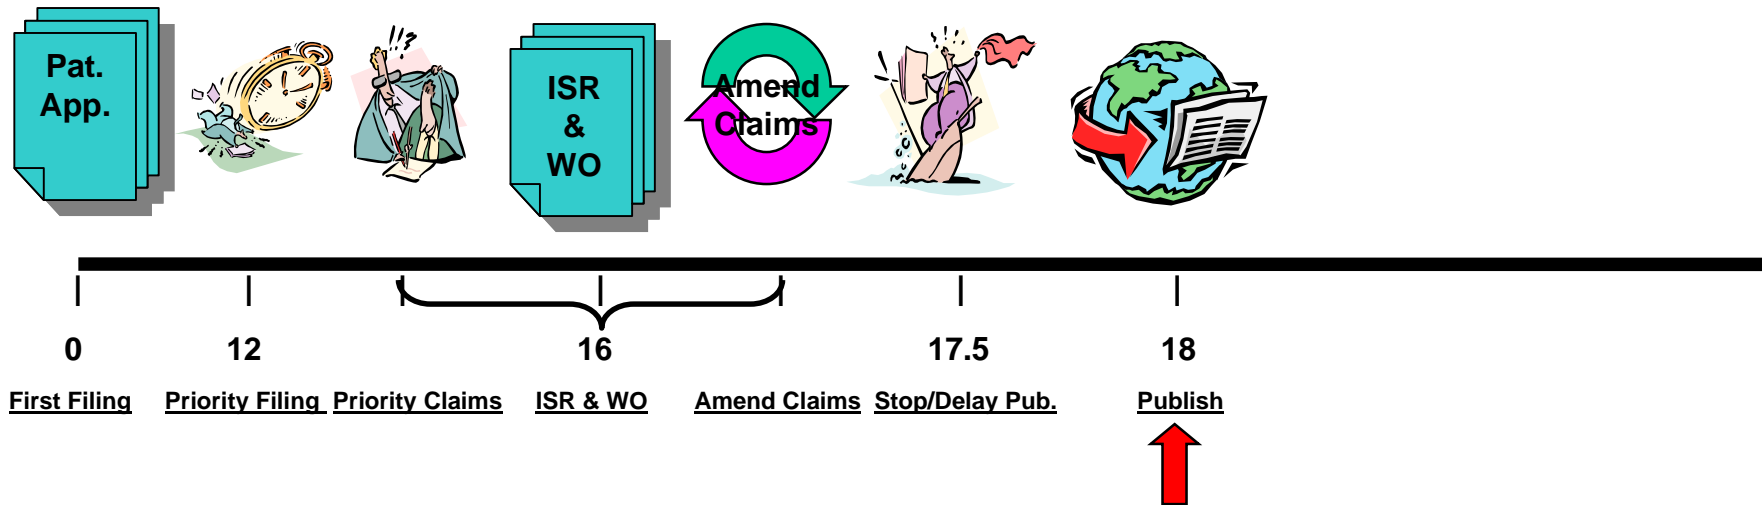 Pat.
App.
!!?
ISR
&
WO
Amend
Claims
0
12
16
17.5
18
First Filing
Priority Filing
Priority Claims
ISR & WO
Amend Claims
Stop/Delay Pub.
Publish